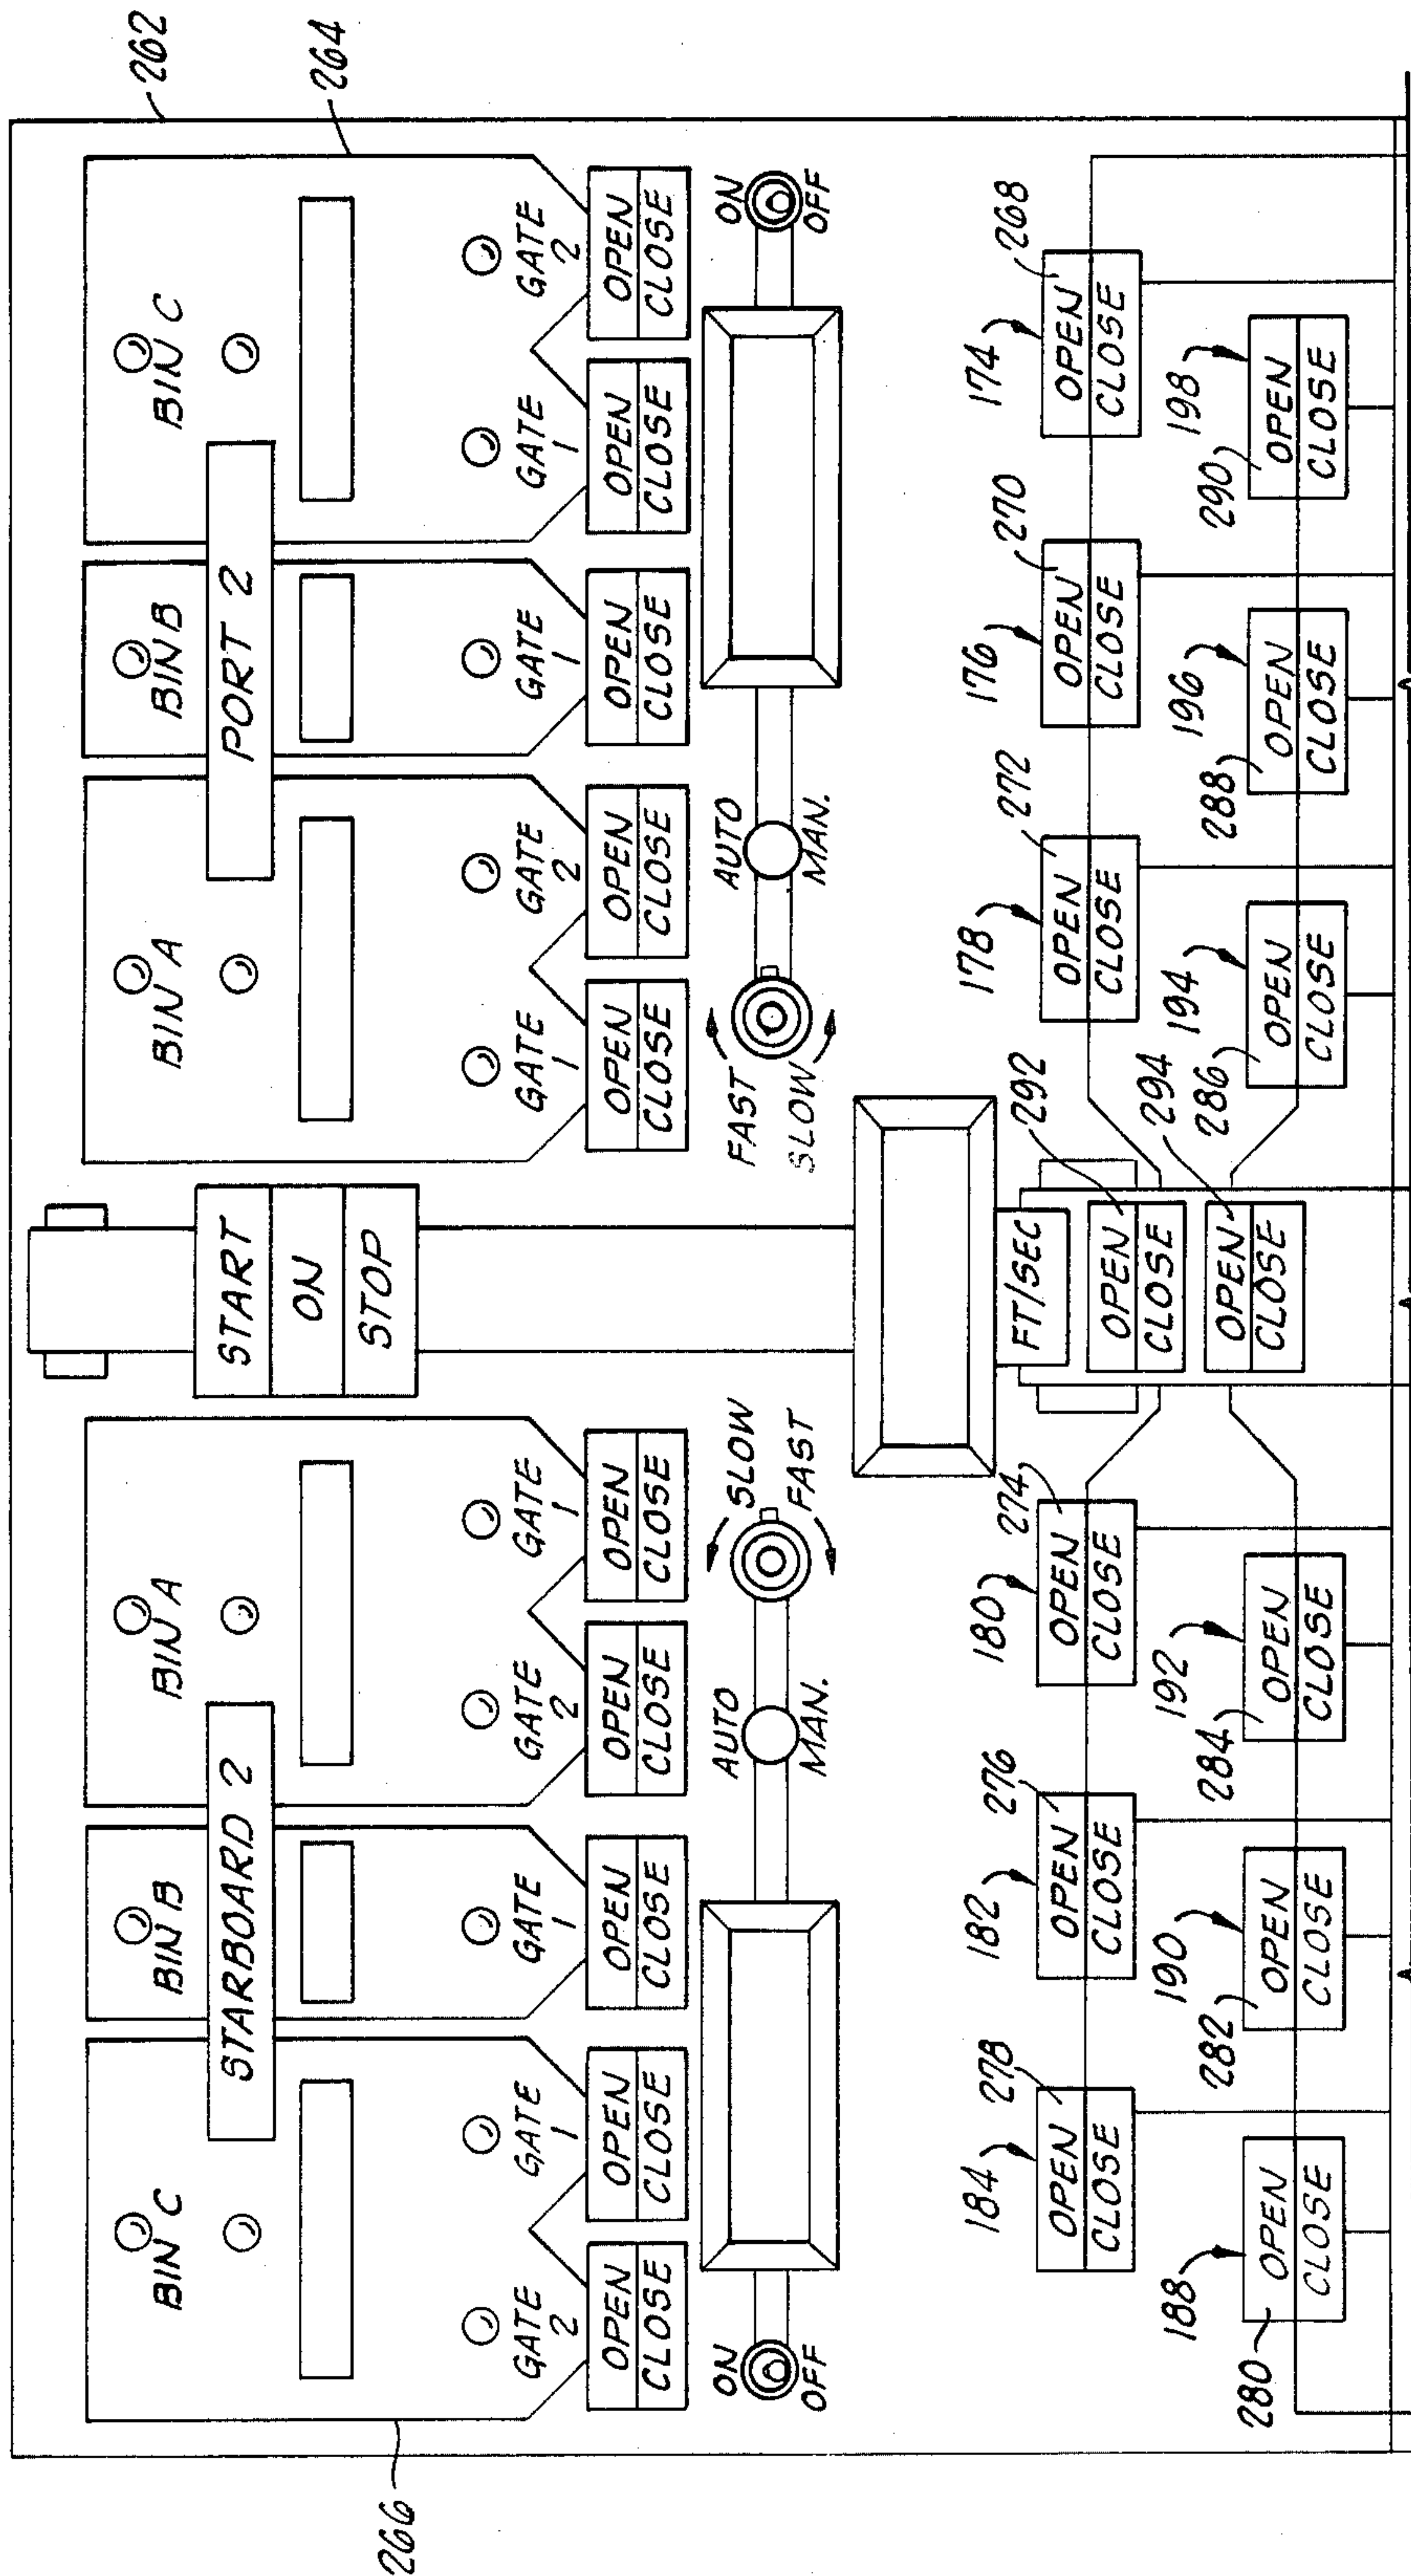 BIN C BIN B BIN A BIN A BIN B BIN C 262
STARBOARD 2 START PORT 2
ON 264
266 STOP
GATE 2 GATE 1 GATE 1 GATE 2 GATE 1 GATE 1 GATE 2 GATE 1 GATE 1 GATE 2
OPEN OPEN OPEN OPEN OPEN OPEN OPEN OPEN OPEN OPEN
CLOSE CLOSE CLOSE CLOSE CLOSE CLOSE CLOSE CLOSE CLOSE CLOSE
ON AUTO SLOW FAST AUTO ON
OFF MAN. FAST SLOW MAN. OFF
184 278 182 276 180 274 FT/SEC 292 178 272 176 270 174 268
OPEN OPEN OPEN OPEN OPEN OPEN OPEN
CLOSE CLOSE CLOSE CLOSE CLOSE CLOSE CLOSE
188 190 192 294 194 196 198
280 282 284 OPEN 286 288 290
OPEN OPEN OPEN CLOSE OPEN OPEN OPEN
CLOSE CLOSE CLOSE CLOSE CLOSE CLOSE